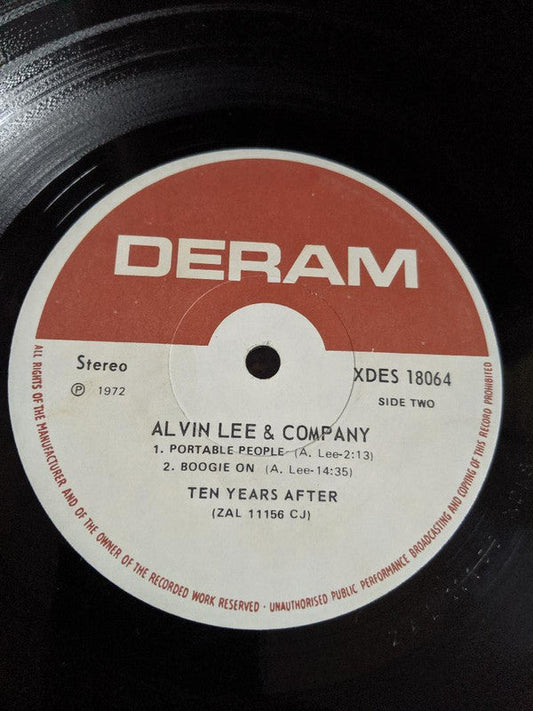 DERAM
Stereo
Ⓟ 1972
XDES 18064
SIDE TWO
ALVIN LEE & COMPANY
1. PORTABLE PEOPLE (A. Lee-2:13)
2. BOOGIE ON (A. Lee-14:35)
TEN YEARS AFTER
(ZAL 11156 CJ)
ALL RIGHTS OF THE MANUFACTURER AND OF THE OWNER OF THE RECORDED WORK RESERVED · UNAUTHORISED PUBLIC PERFORMANCE BROADCASTING AND COPYING OF THIS RECORD PROHIBITED